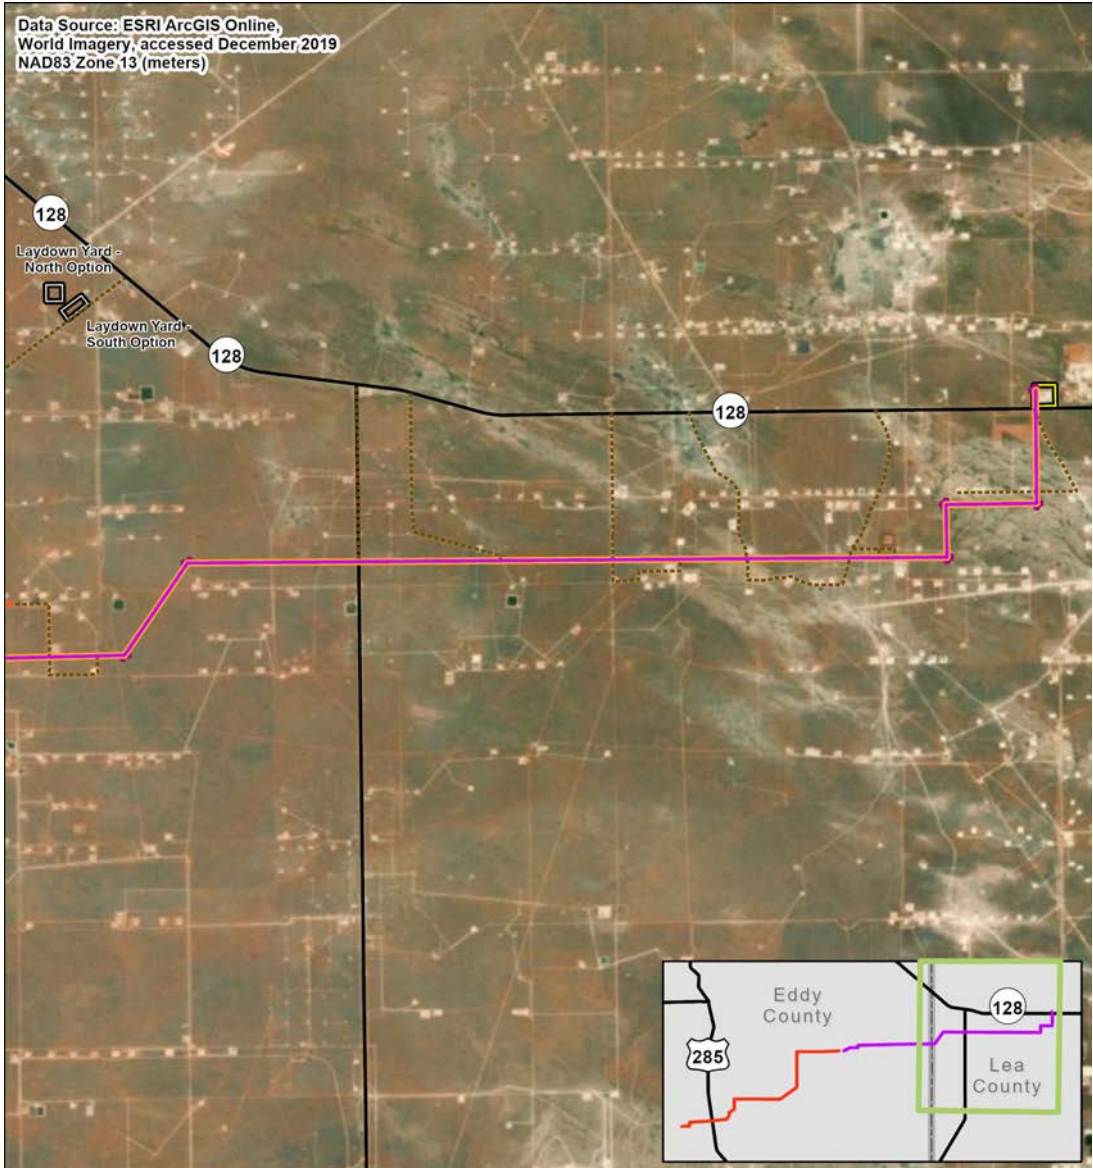 Data Source: ESRI ArcGIS Online,
World Imagery, accessed December 2019
NAD83 Zone 13 (meters)
128
Laydown Yard -
North Option
Laydown Yard -
South Option
128
128
Eddy
County
128
285
Lea
County